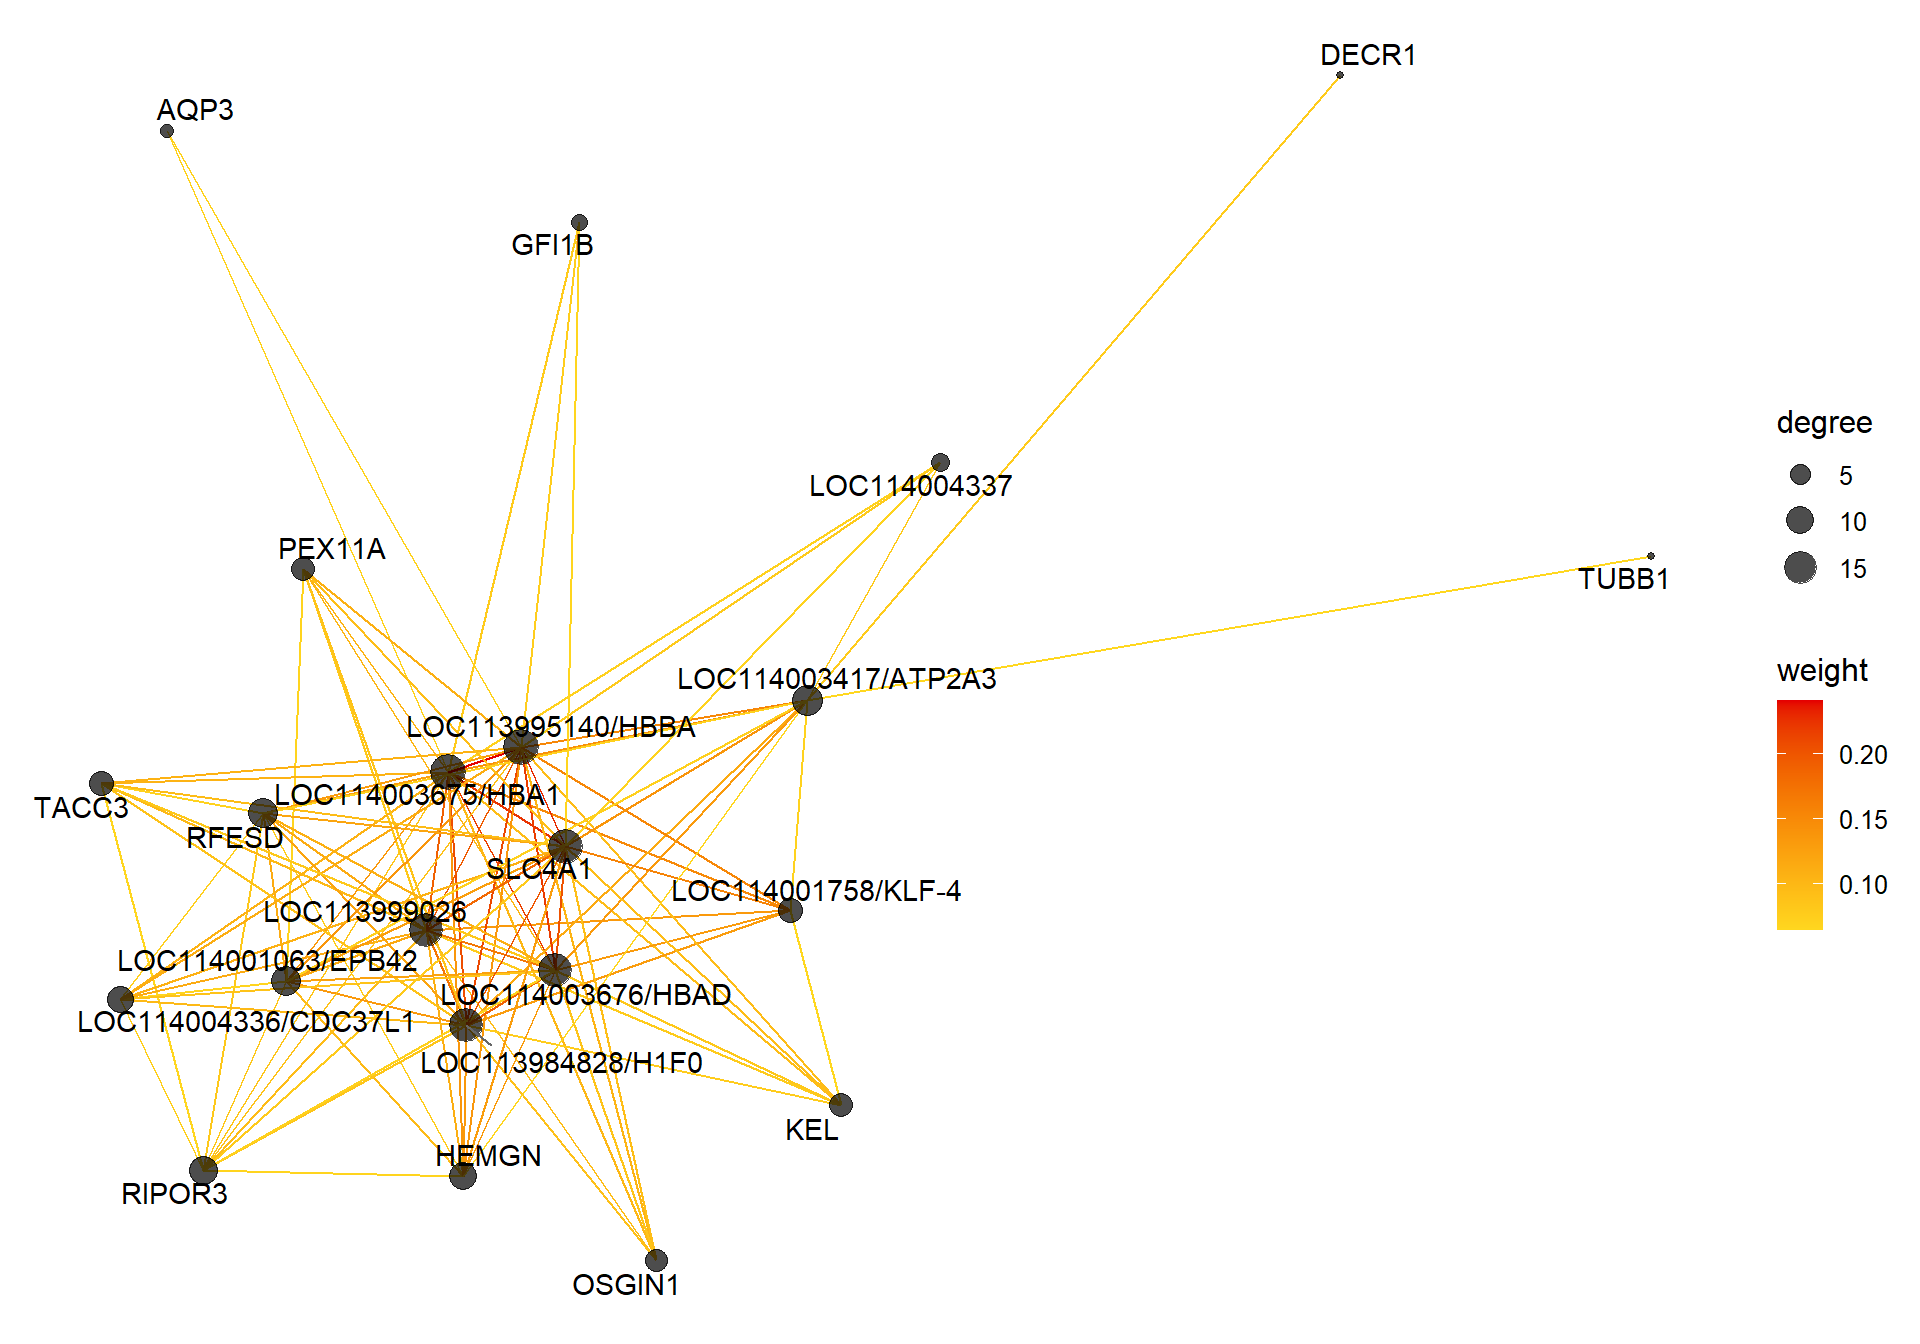 DECR1
AQP3
GFI1B
LOC114004337
PEX11A
TUBB1
LOC114003417/ATP2A3
LOC113995140/HBBA
LOC114003675/HBA1
TACC3
RFESD
SLC4A1
LOC114001758/KLF-4
LOC113999026
LOC114001063/EPB42
LOC114003676/HBAD
LOC114004336/CDC37L1
LOC113984828/H1F0
KEL
HEMGN
RIPOR3
OSGIN1
degree
5
10
15
weight
0.20
0.15
0.10